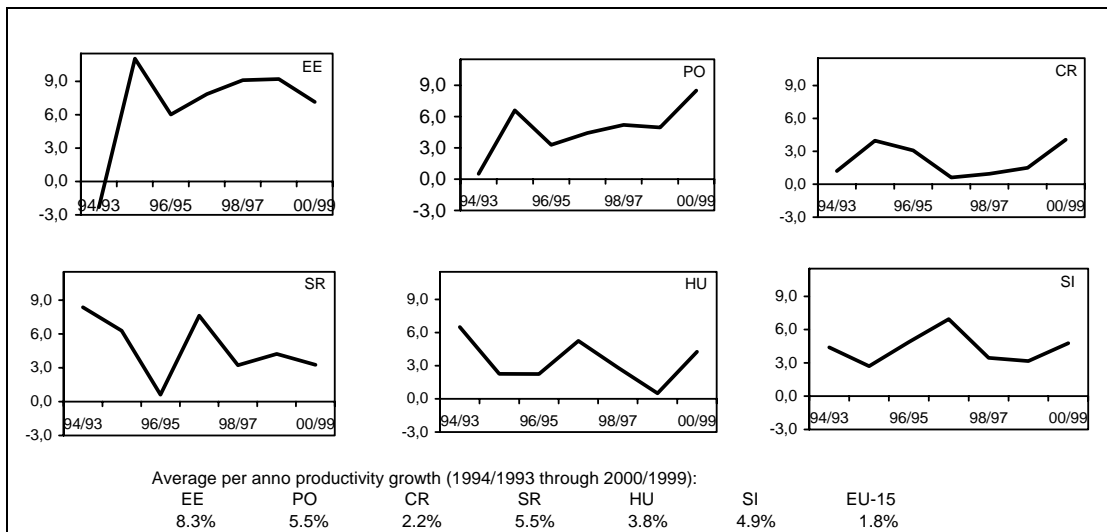 EE
9,0
6,0
3,0
0,0
-3,0
94/93 96/95 98/97 00/99
PO
9,0
6,0
3,0
0,0
-3,0
94/93 96/95 98/97 00/99
CR
9,0
6,0
3,0
0,0
-3,0
94/93 96/95 98/97 00/99
SR
9,0
6,0
3,0
0,0
-3,0
94/93 96/95 98/97 00/99
HU
9,0
6,0
3,0
0,0
-3,0
94/93 96/95 98/97 00/99
SI
9,0
6,0
3,0
0,0
-3,0
94/93 96/95 98/97 00/99
Average per anno productivity growth (1994/1993 through 2000/1999):
EE PO CR SR HU SI EU-15
8.3% 5.5% 2.2% 5.5% 3.8% 4.9% 1.8%